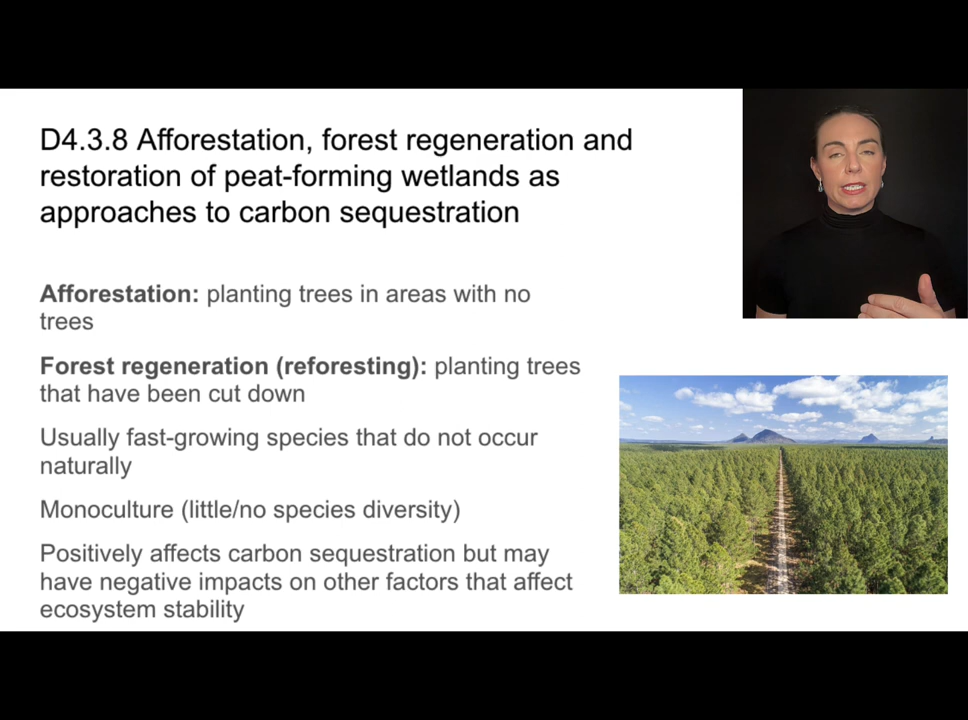 D4.3.8 Afforestation, forest regeneration and
restoration of peat-forming wetlands as
approaches to carbon sequestration
Afforestation: planting trees in areas with no
trees
Forest regeneration (reforesting): planting trees
that have been cut down
Usually fast-growing species that do not occur
naturally
Monoculture (little/no species diversity)
Positively affects carbon sequestration but may
have negative impacts on other factors that affect
ecosystem stability